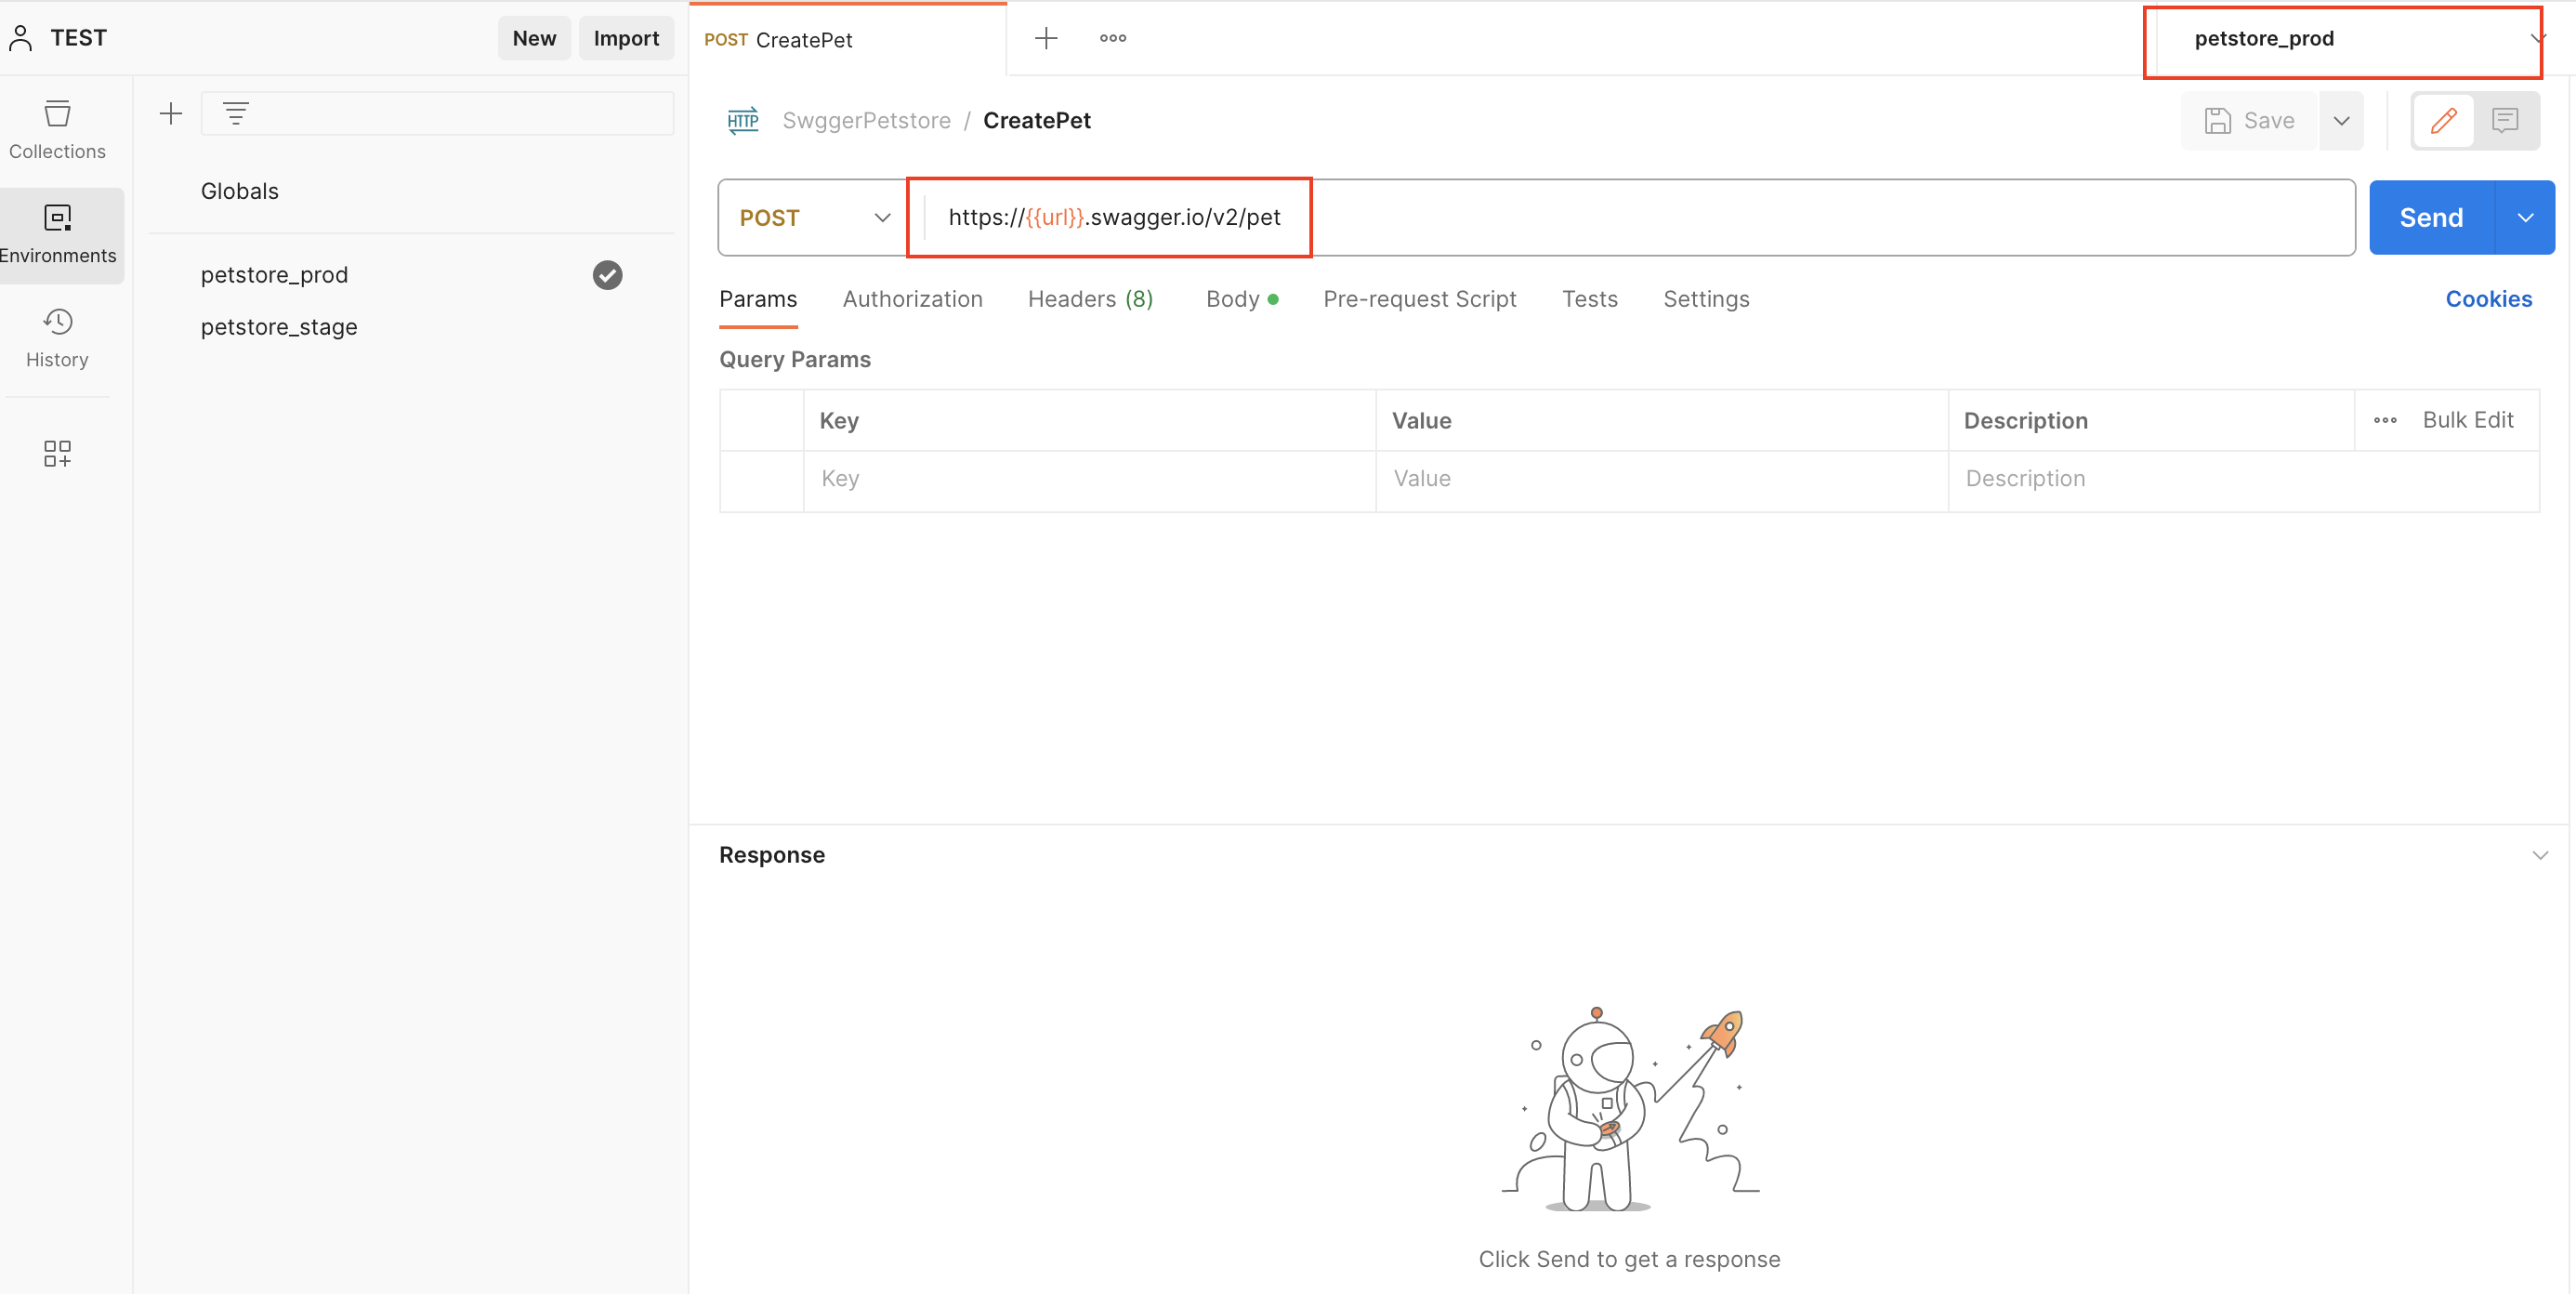 TEST
New
Import
POST CreatePet
petstore_prod
Collections
Environments
History
Globals
petstore_prod
petstore_stage
HTTP
SwggerPetstore / CreatePet
Save
POST
https://{{url}}.swagger.io/v2/pet
Send
Params
Authorization
Headers (8)
Body
Pre-request Script
Tests
Settings
Cookies
Query Params
Key
Value
Description
Bulk Edit
Key
Value
Description
Response
Click Send to get a response